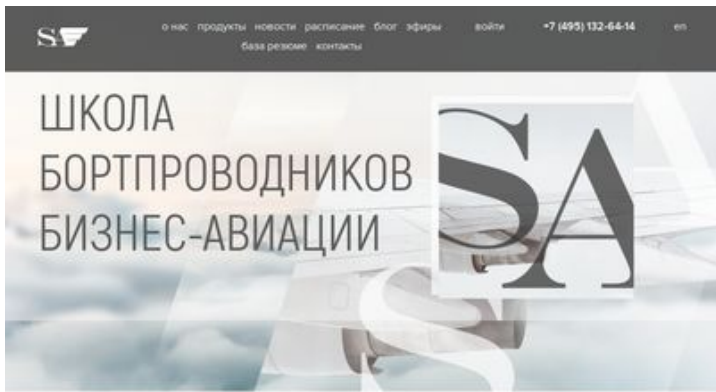 SA
о нас продукты новости расписание блог эфиры
база резюме контакты
войти
+7 (495) 132-64-14
en
ШКОЛА
БОРТПРОВОДНИКОВ
БИЗНЕС-АВИАЦИИ
SA
S